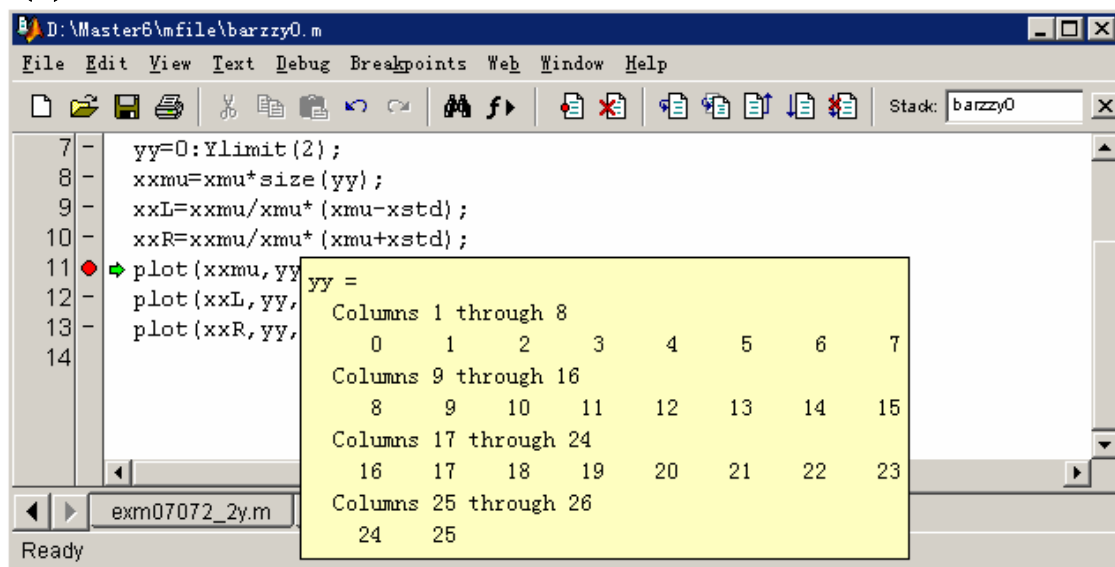 D:\Master6\mfile\barzzy0.m
File Edit View Text Debug Breakpoints Web Window Help
Stack: barzzy0
7 - yy=0:Ylimit(2);
8 - xxmu=xmu*size(yy);
9 - xxL=xxmu/xmu*(xmu-xstd);
10 - xxR=xxmu/xmu*(xmu+xstd);
11 plot(xxmu,yy
12 - plot(xxL,yy,
13 - plot(xxR,yy,
14
yy =
Columns 1 through 8
0 1 2 3 4 5 6 7
Columns 9 through 16
8 9 10 11 12 13 14 15
Columns 17 through 24
16 17 18 19 20 21 22 23
Columns 25 through 26
24 25
exm07072_2y.m
Ready